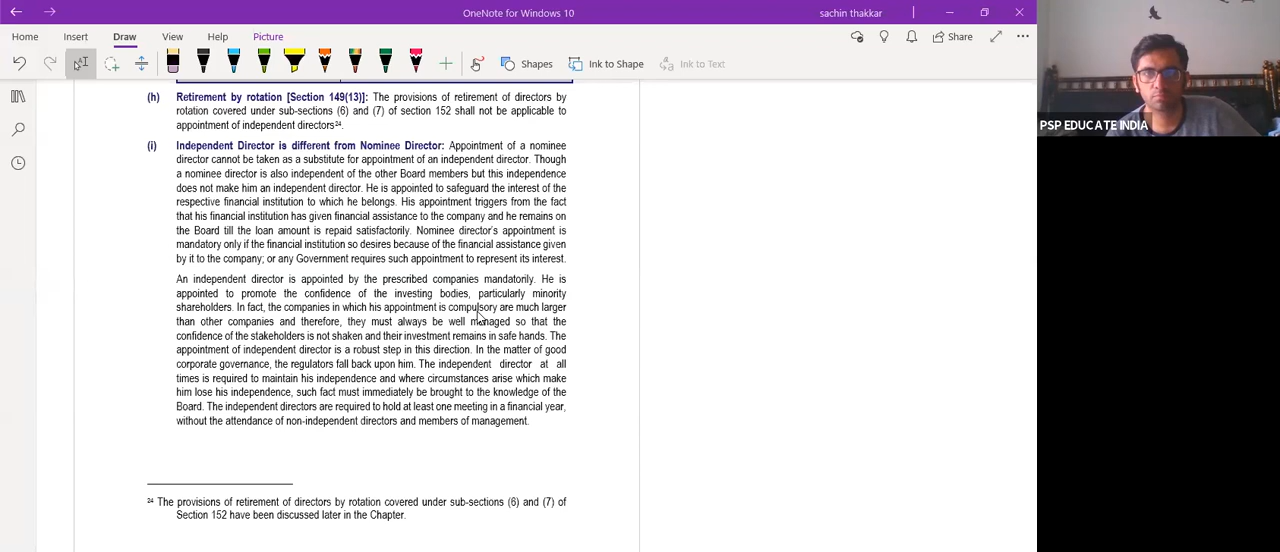 OneNote for Windows 10
sachin thakkar
Home Insert Draw View Help Picture
Share
Shapes Ink to Shape Ink to Text
(h) Retirement by rotation [Section 149(13)]: The provisions of retirement of directors by
rotation covered under sub-sections (6) and (7) of section 152 shall not be applicable to
appointment of independent directors²⁴.
(i) Independent Director is different from Nominee Director: Appointment of a nominee
director cannot be taken as a substitute for appointment of an independent director. Though
a nominee director is also independent of the other Board members but this independence
does not make him an independent director. He is appointed to safeguard the interest of the
respective financial institution to which he belongs. His appointment triggers from the fact
that his financial institution has given financial assistance to the company and he remains on
the Board till the loan amount is repaid satisfactorily. Nominee director's appointment is
mandatory only if the financial institution so desires because of the financial assistance given
by it to the company; or any Government requires such appointment to represent its interest.
An independent director is appointed by the prescribed companies mandatorily. He is
appointed to promote the confidence of the investing bodies, particularly minority
shareholders. In fact, the companies in which his appointment is compulsory are much larger
than other companies and therefore, they must always be well managed so that the
confidence of the stakeholders is not shaken and their investment remains in safe hands. The
appointment of independent director is a robust step in this direction. In the matter of good
corporate governance, the regulators fall back upon him. The independent director at all
times is required to maintain his independence and where circumstances arise which make
him lose his independence, such fact must immediately be brought to the knowledge of the
Board. The independent directors are required to hold at least one meeting in a financial year,
without the attendance of non-independent directors and members of management.
²⁴ The provisions of retirement of directors by rotation covered under sub-sections (6) and (7) of
Section 152 have been discussed later in the Chapter.
PSP EDUCATE INDIA